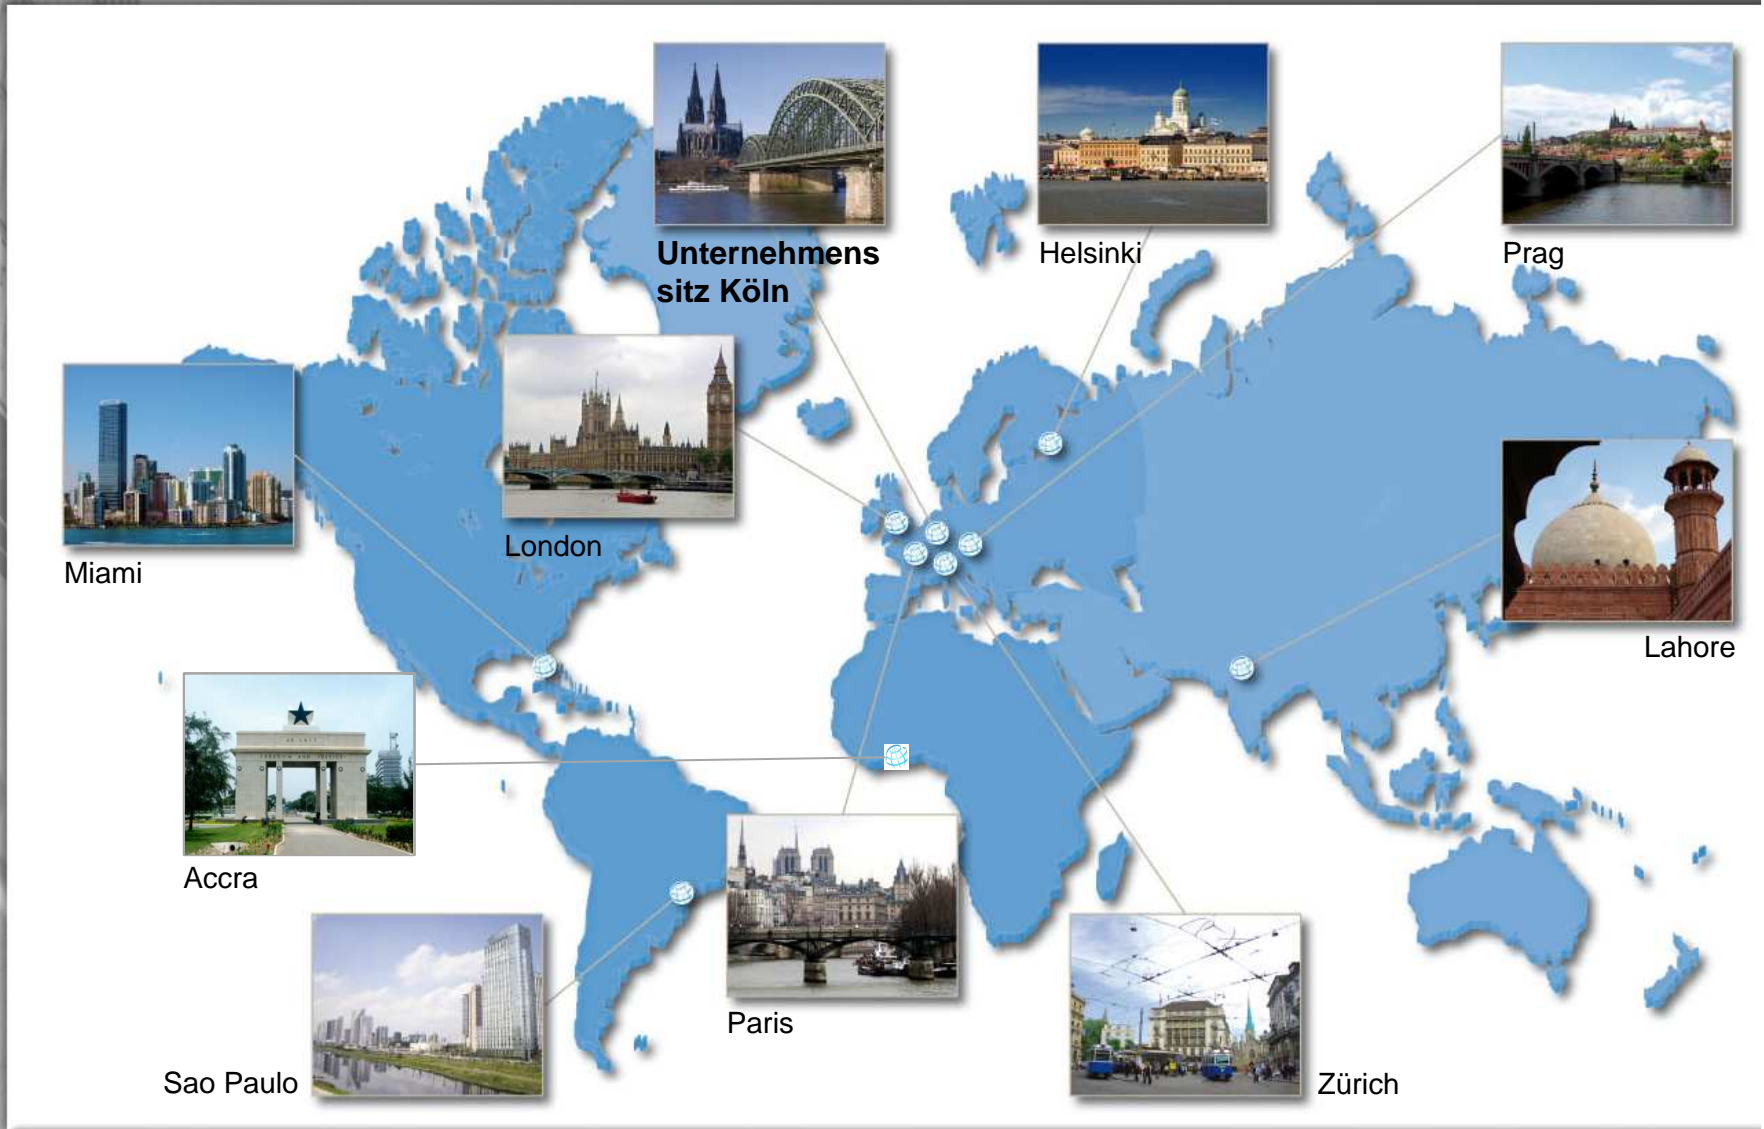 Unternehmens
sitz Köln
Helsinki
Prag
London
Miami
Lahore
Accra
Paris
Sao Paulo
Zürich